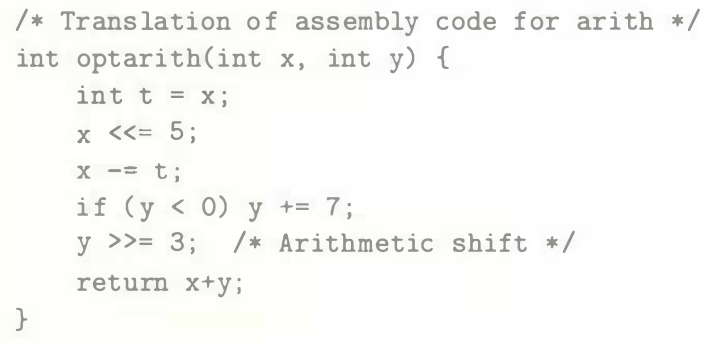 /* Translation of assembly code for arith */
int optarith(int x, int y) {
    int t = x;
    x <<= 5;
    x -= t;
    if (y < 0) y += 7;
    y >>= 3;  /* Arithmetic shift */
    return x+y;
}